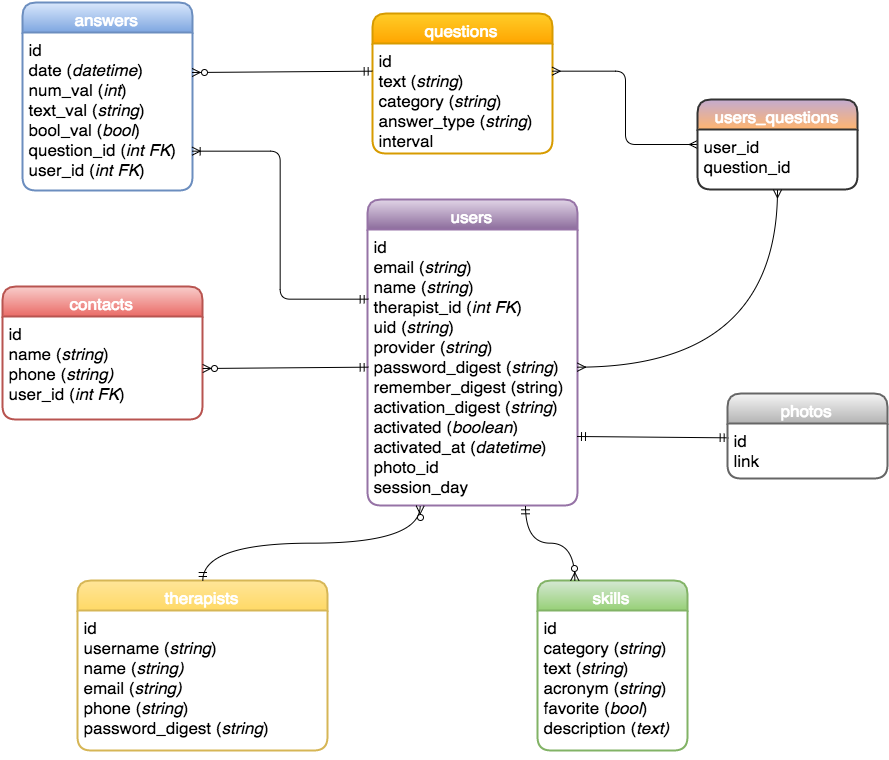 answers
id
date (datetime)
num_val (int)
text_val (string)
bool_val (bool)
question_id (int FK)
user_id (int FK)
questions
id
text (string)
category (string)
answer_type (string)
interval
users_questions
user_id
question_id
users
id
email (string)
name (string)
therapist_id (int FK)
uid (string)
provider (string)
password_digest (string)
remember_digest (string)
activation_digest (string)
activated (boolean)
activated_at (datetime)
photo_id
session_day
contacts
id
name (string)
phone (string)
user_id (int FK)
photos
id
link
therapists
id
username (string)
name (string)
email (string)
phone (string)
password_digest (string)
skills
id
category (string)
text (string)
acronym (string)
favorite (bool)
description (text)